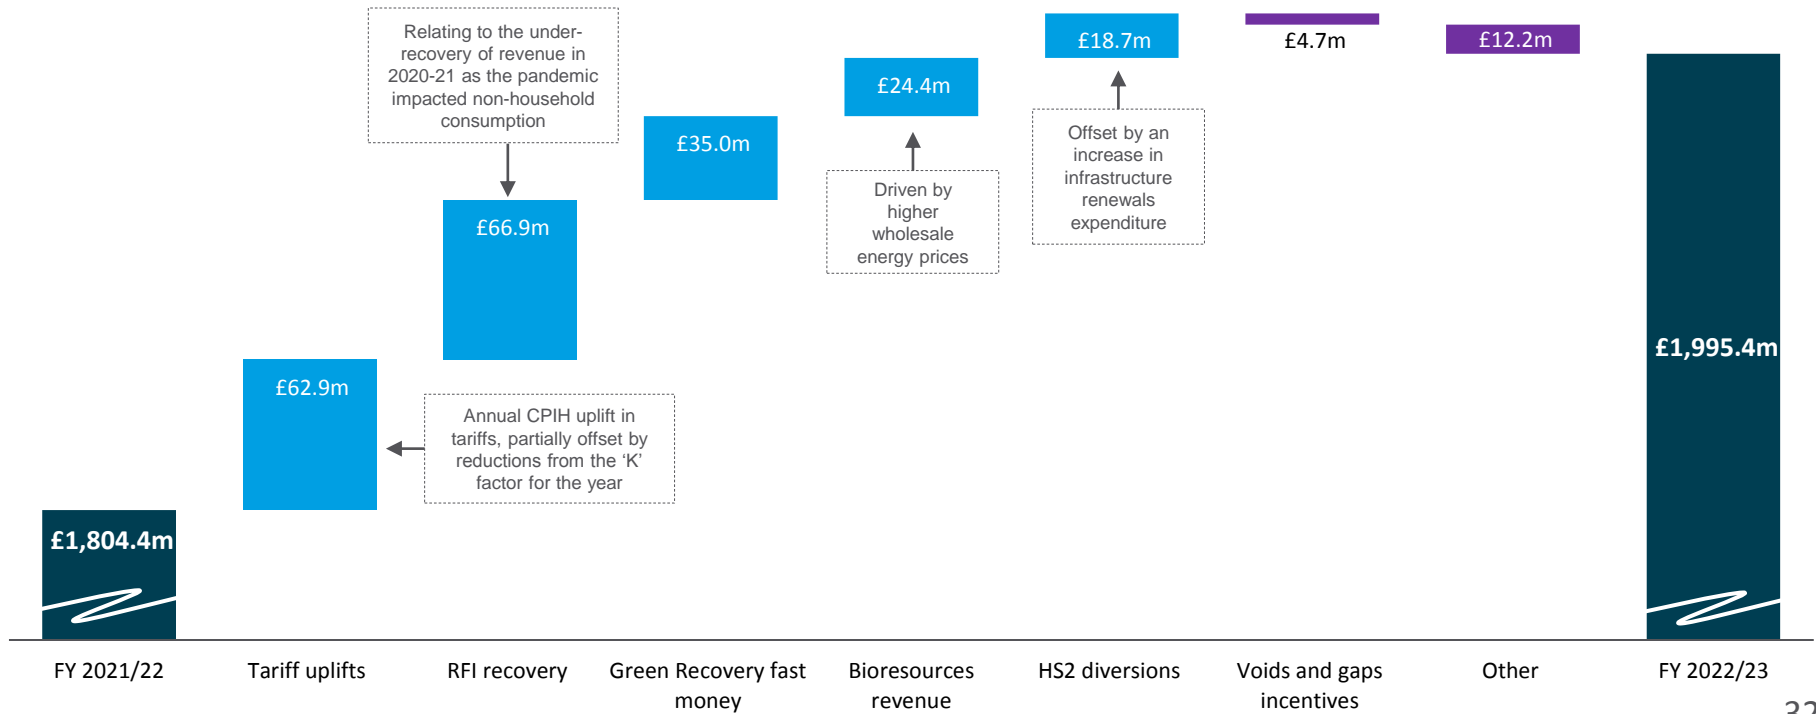 Relating to the under-
recovery of revenue in
2020-21 as the pandemic
impacted non-household
consumption
£18.7m
£4.7m
£12.2m
£24.4m
£35.0m
Offset by an
increase in
infrastructure
renewals
expenditure
Driven by
higher
wholesale
energy prices
£66.9m
£1,995.4m
£62.9m
Annual CPIH uplift in
tariffs, partially offset by
reductions from the ‘K’
factor for the year
£1,804.4m
FY 2021/22
Tariff uplifts
RFI recovery
Green Recovery fast
money
Bioresources
revenue
HS2 diversions
Voids and gaps
incentives
Other
FY 2022/23
32